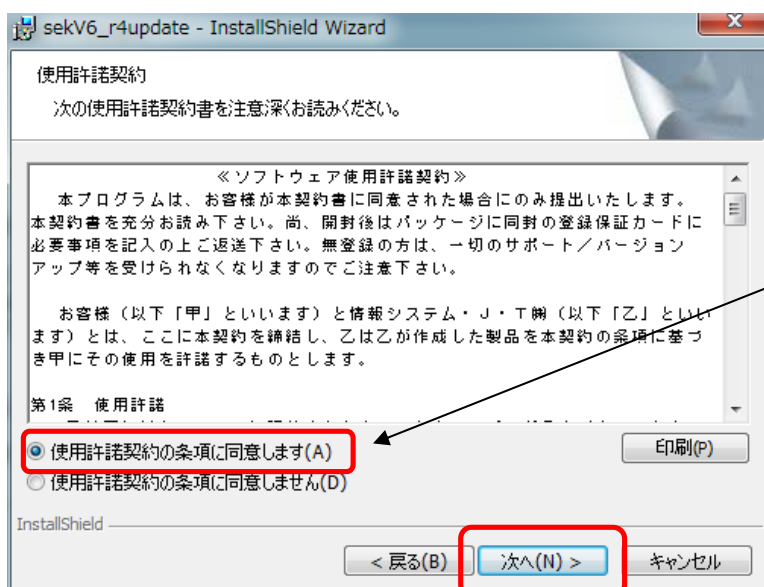 sekV6_r4update - InstallShield Wizard
使用許諾契約
次の使用許諾契約書を注意深くお読みください。
≪ソフトウェア使用許諾契約≫
本プログラムは、お客様が本契約書に同意された場合にのみ提出いたします。
本契約書を充分お読み下さい。尚、開封後はパッケージに同封の登録保証カードに
必要事項を記入の上ご返送下さい。無登録の方は、一切のサポート／バージョン
アップ等を受けられなくなりますのでご注意下さい。
お客様（以下「甲」といいます）と情報システム・J・T㈱（以下「乙」といい
ます）とは、ここに本契約を締結し、乙は乙が作成した製品を本契約の条項に基づ
き甲にその使用を許諾するものとします。
第1条　使用許諾
使用許諾契約の条項に同意します(A)
印刷(P)
使用許諾契約の条項に同意しません(D)
InstallShield
< 戻る(B)
次へ(N) >
キャンセル